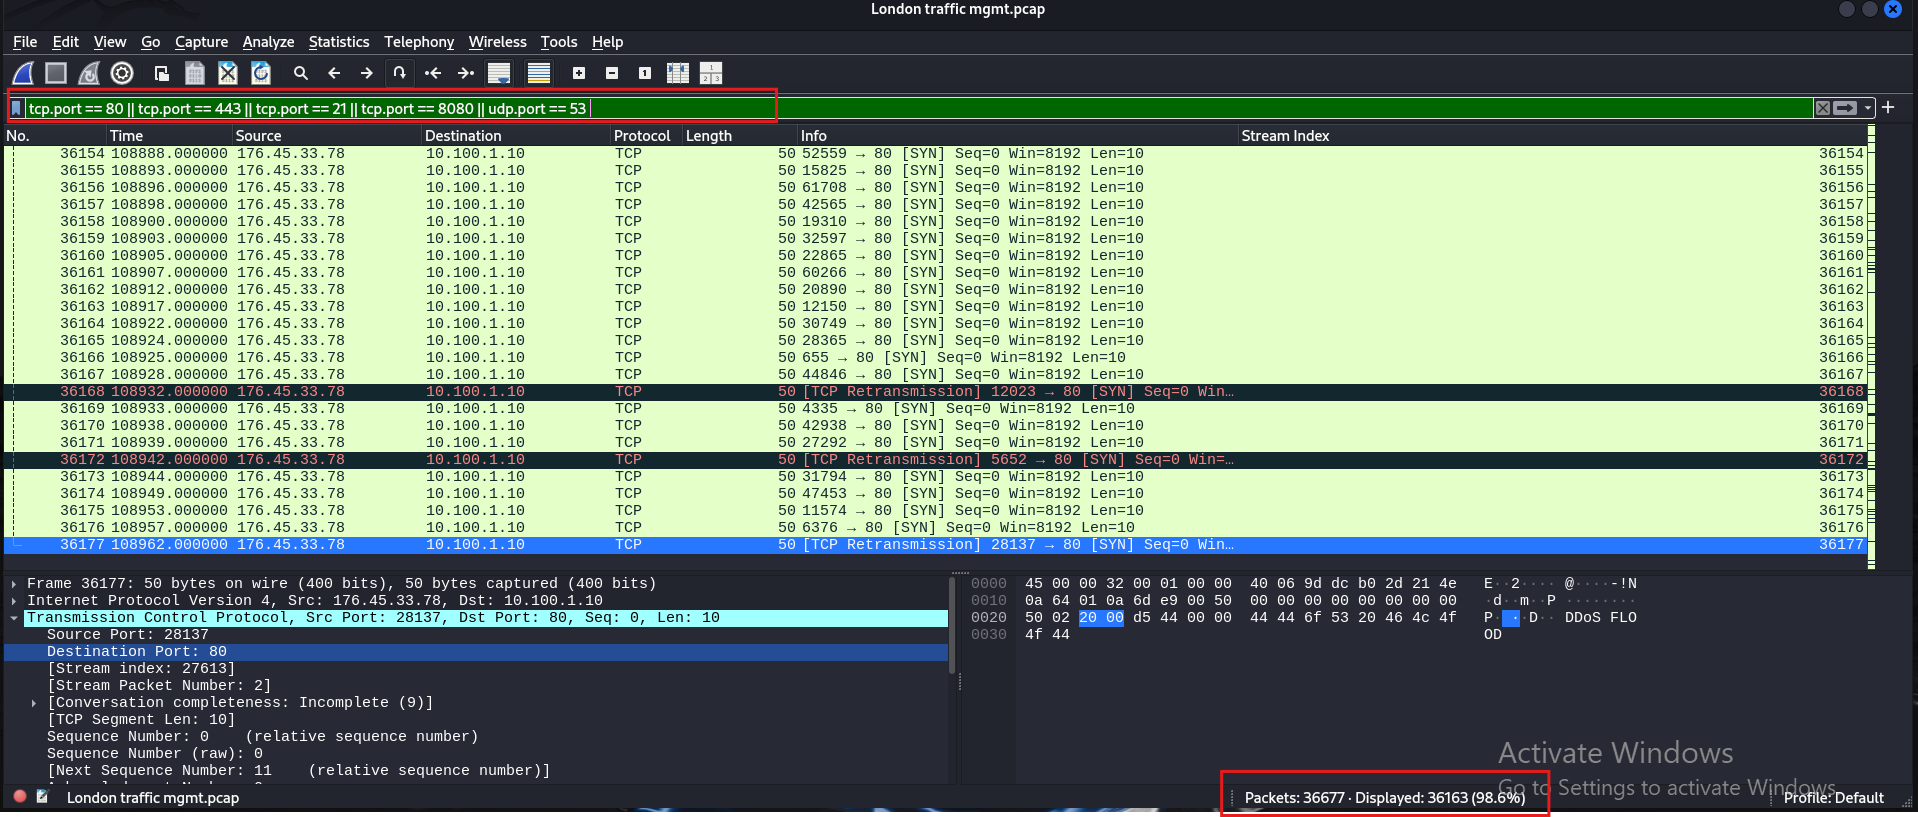 London traffic mgmt.pcap
File Edit View Go Capture Analyze Statistics Telephony Wireless Tools Help
tcp.port == 80 || tcp.port == 443 || tcp.port == 21 || tcp.port == 8080 || udp.port == 53
No. Time Source Destination Protocol Length Info Stream Index
36154 108888.000000 176.45.33.78 10.100.1.10 TCP 50 52559 → 80 [SYN] Seq=0 Win=8192 Len=10 36154
36155 108893.000000 176.45.33.78 10.100.1.10 TCP 50 15825 → 80 [SYN] Seq=0 Win=8192 Len=10 36155
36156 108896.000000 176.45.33.78 10.100.1.10 TCP 50 61708 → 80 [SYN] Seq=0 Win=8192 Len=10 36156
36157 108898.000000 176.45.33.78 10.100.1.10 TCP 50 42565 → 80 [SYN] Seq=0 Win=8192 Len=10 36157
36158 108900.000000 176.45.33.78 10.100.1.10 TCP 50 19310 → 80 [SYN] Seq=0 Win=8192 Len=10 36158
36159 108903.000000 176.45.33.78 10.100.1.10 TCP 50 32597 → 80 [SYN] Seq=0 Win=8192 Len=10 36159
36160 108905.000000 176.45.33.78 10.100.1.10 TCP 50 22865 → 80 [SYN] Seq=0 Win=8192 Len=10 36160
36161 108907.000000 176.45.33.78 10.100.1.10 TCP 50 60266 → 80 [SYN] Seq=0 Win=8192 Len=10 36161
36162 108912.000000 176.45.33.78 10.100.1.10 TCP 50 20890 → 80 [SYN] Seq=0 Win=8192 Len=10 36162
36163 108917.000000 176.45.33.78 10.100.1.10 TCP 50 12150 → 80 [SYN] Seq=0 Win=8192 Len=10 36163
36164 108922.000000 176.45.33.78 10.100.1.10 TCP 50 30749 → 80 [SYN] Seq=0 Win=8192 Len=10 36164
36165 108924.000000 176.45.33.78 10.100.1.10 TCP 50 28365 → 80 [SYN] Seq=0 Win=8192 Len=10 36165
36166 108925.000000 176.45.33.78 10.100.1.10 TCP 50 655 → 80 [SYN] Seq=0 Win=8192 Len=10 36166
36167 108928.000000 176.45.33.78 10.100.1.10 TCP 50 44846 → 80 [SYN] Seq=0 Win=8192 Len=10 36167
36168 108932.000000 176.45.33.78 10.100.1.10 TCP 50 [TCP Retransmission] 12023 → 80 [SYN] Seq=0 Win… 36168
36169 108933.000000 176.45.33.78 10.100.1.10 TCP 50 4335 → 80 [SYN] Seq=0 Win=8192 Len=10 36169
36170 108938.000000 176.45.33.78 10.100.1.10 TCP 50 42938 → 80 [SYN] Seq=0 Win=8192 Len=10 36170
36171 108939.000000 176.45.33.78 10.100.1.10 TCP 50 27292 → 80 [SYN] Seq=0 Win=8192 Len=10 36171
36172 108942.000000 176.45.33.78 10.100.1.10 TCP 50 [TCP Retransmission] 5652 → 80 [SYN] Seq=0 Win=… 36172
36173 108944.000000 176.45.33.78 10.100.1.10 TCP 50 31794 → 80 [SYN] Seq=0 Win=8192 Len=10 36173
36174 108949.000000 176.45.33.78 10.100.1.10 TCP 50 47453 → 80 [SYN] Seq=0 Win=8192 Len=10 36174
36175 108953.000000 176.45.33.78 10.100.1.10 TCP 50 11574 → 80 [SYN] Seq=0 Win=8192 Len=10 36175
36176 108957.000000 176.45.33.78 10.100.1.10 TCP 50 6376 → 80 [SYN] Seq=0 Win=8192 Len=10 36176
36177 108962.000000 176.45.33.78 10.100.1.10 TCP 50 [TCP Retransmission] 28137 → 80 [SYN] Seq=0 Win… 36177
Frame 36177: 50 bytes on wire (400 bits), 50 bytes captured (400 bits)
Internet Protocol Version 4, Src: 176.45.33.78, Dst: 10.100.1.10
Transmission Control Protocol, Src Port: 28137, Dst Port: 80, Seq: 0, Len: 10
Source Port: 28137
Destination Port: 80
[Stream index: 27613]
[Stream Packet Number: 2]
[Conversation completeness: Incomplete (9)]
[TCP Segment Len: 10]
Sequence Number: 0 (relative sequence number)
Sequence Number (raw): 0
[Next Sequence Number: 11 (relative sequence number)]
0000 45 00 00 32 00 01 00 00 40 06 9d dc b0 2d 21 4e E··2···· @····-!N
0010 0a 64 01 0a 6d e9 00 50 00 00 00 00 00 00 00 00 ·d··m··P ········
0020 50 02 20 00 d5 44 00 00 44 44 6f 53 20 46 4c 4f P· ··D·· DDoS FLO
0030 4f 44 OD
Activate Windows
Go to Settings to activate Windows.
London traffic mgmt.pcap
Packets: 36677 · Displayed: 36163 (98.6%)
Profile: Default